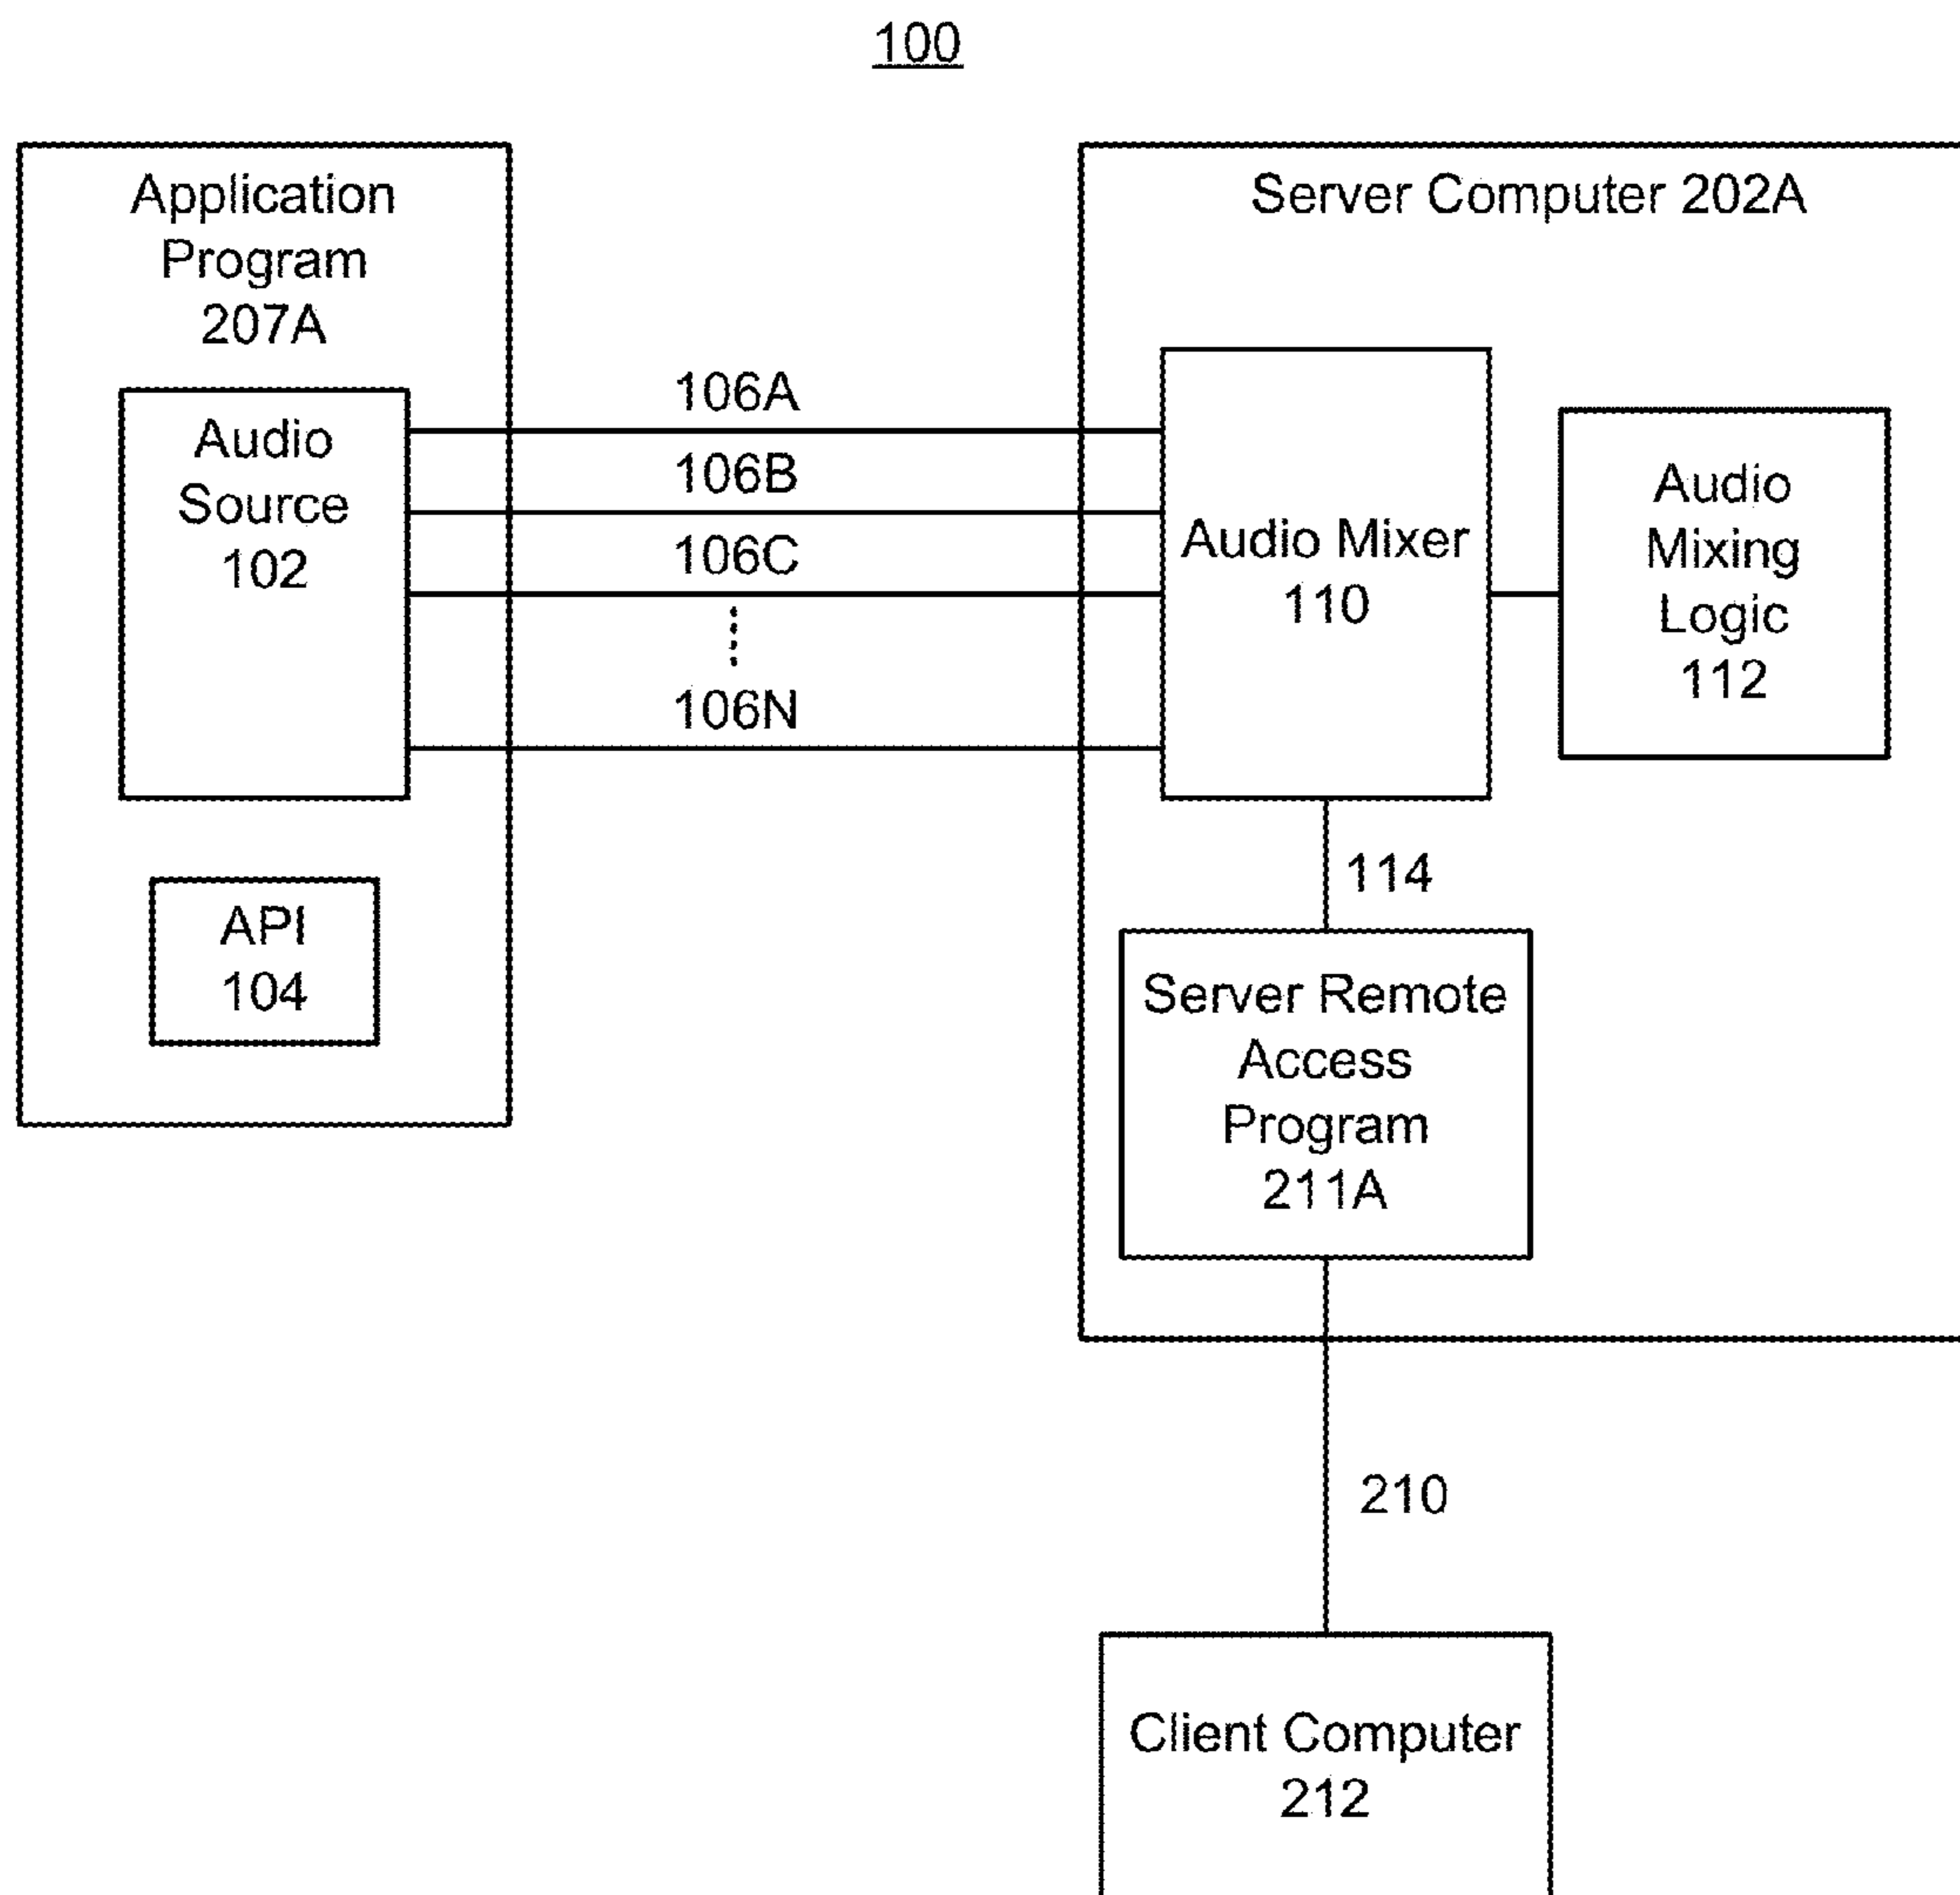 100
Application
Program
207A
Audio
Source
102
API
104
106A
106B
106C
106N
Server Computer 202A
Audio Mixer
110
Audio
Mixing
Logic
112
114
Server Remote
Access
Program
211A
210
Client Computer
212